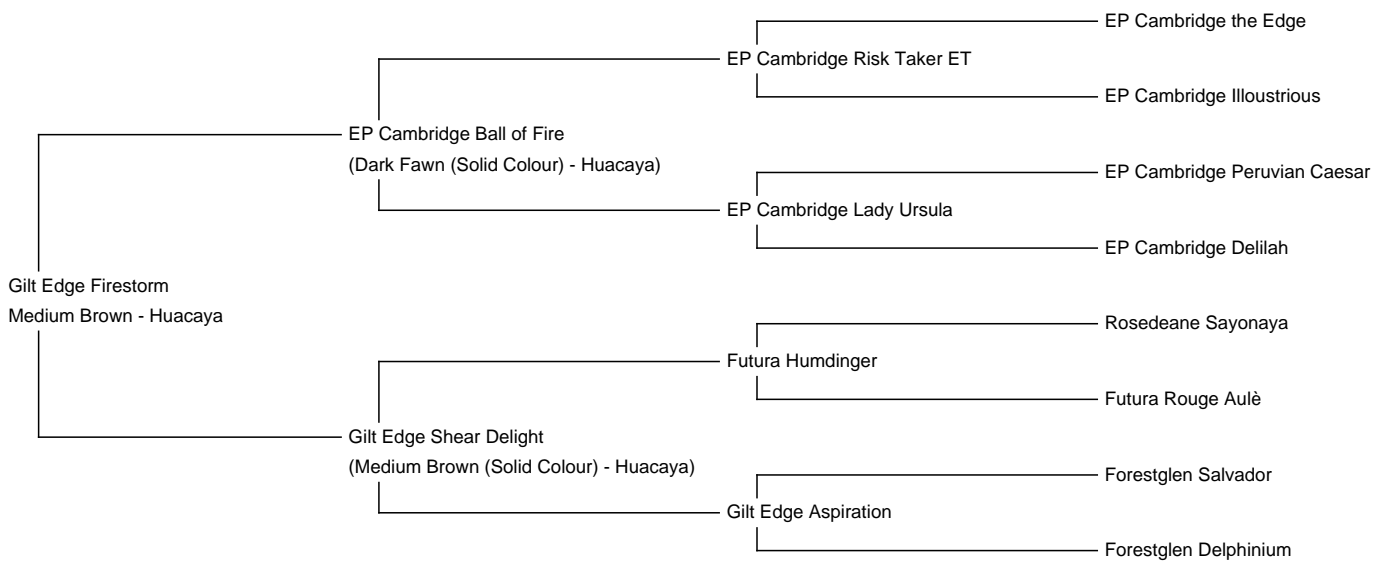 EP Cambridge the Edge
EP Cambridge Risk Taker ET
EP Cambridge Illoustrious
EP Cambridge Ball of Fire
(Dark Fawn (Solid Colour) - Huacaya)
EP Cambridge Peruvian Caesar
EP Cambridge Lady Ursula
EP Cambridge Delilah
Gilt Edge Firestorm
Medium Brown - Huacaya
Rosedeane Sayonaya
Futura Humdinger
Futura Rouge Aulè
Gilt Edge Shear Delight
(Medium Brown (Solid Colour) - Huacaya)
Forestglen Salvador
Gilt Edge Aspiration
Forestglen Delphinium